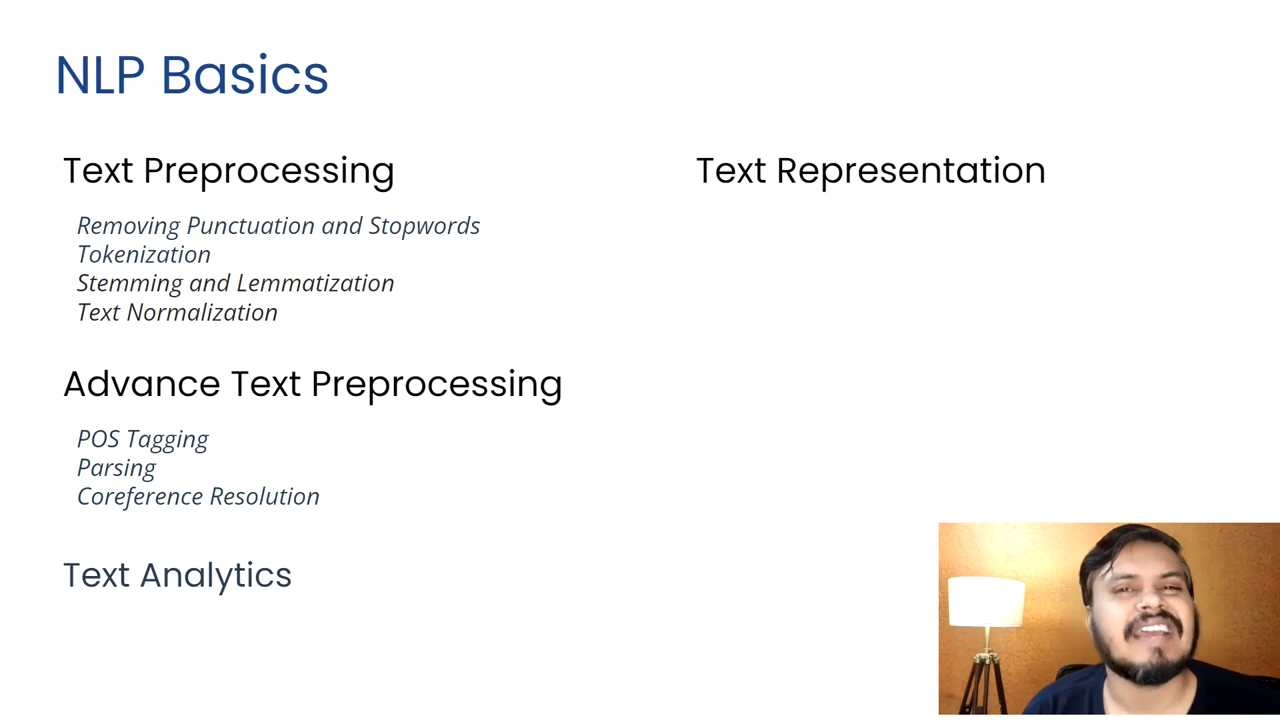 NLP Basics
Text Preprocessing
Removing Punctuation and Stopwords
Tokenization
Stemming and Lemmatization
Text Normalization
Advance Text Preprocessing
POS Tagging
Parsing
Coreference Resolution
Text Analytics
Text Representation